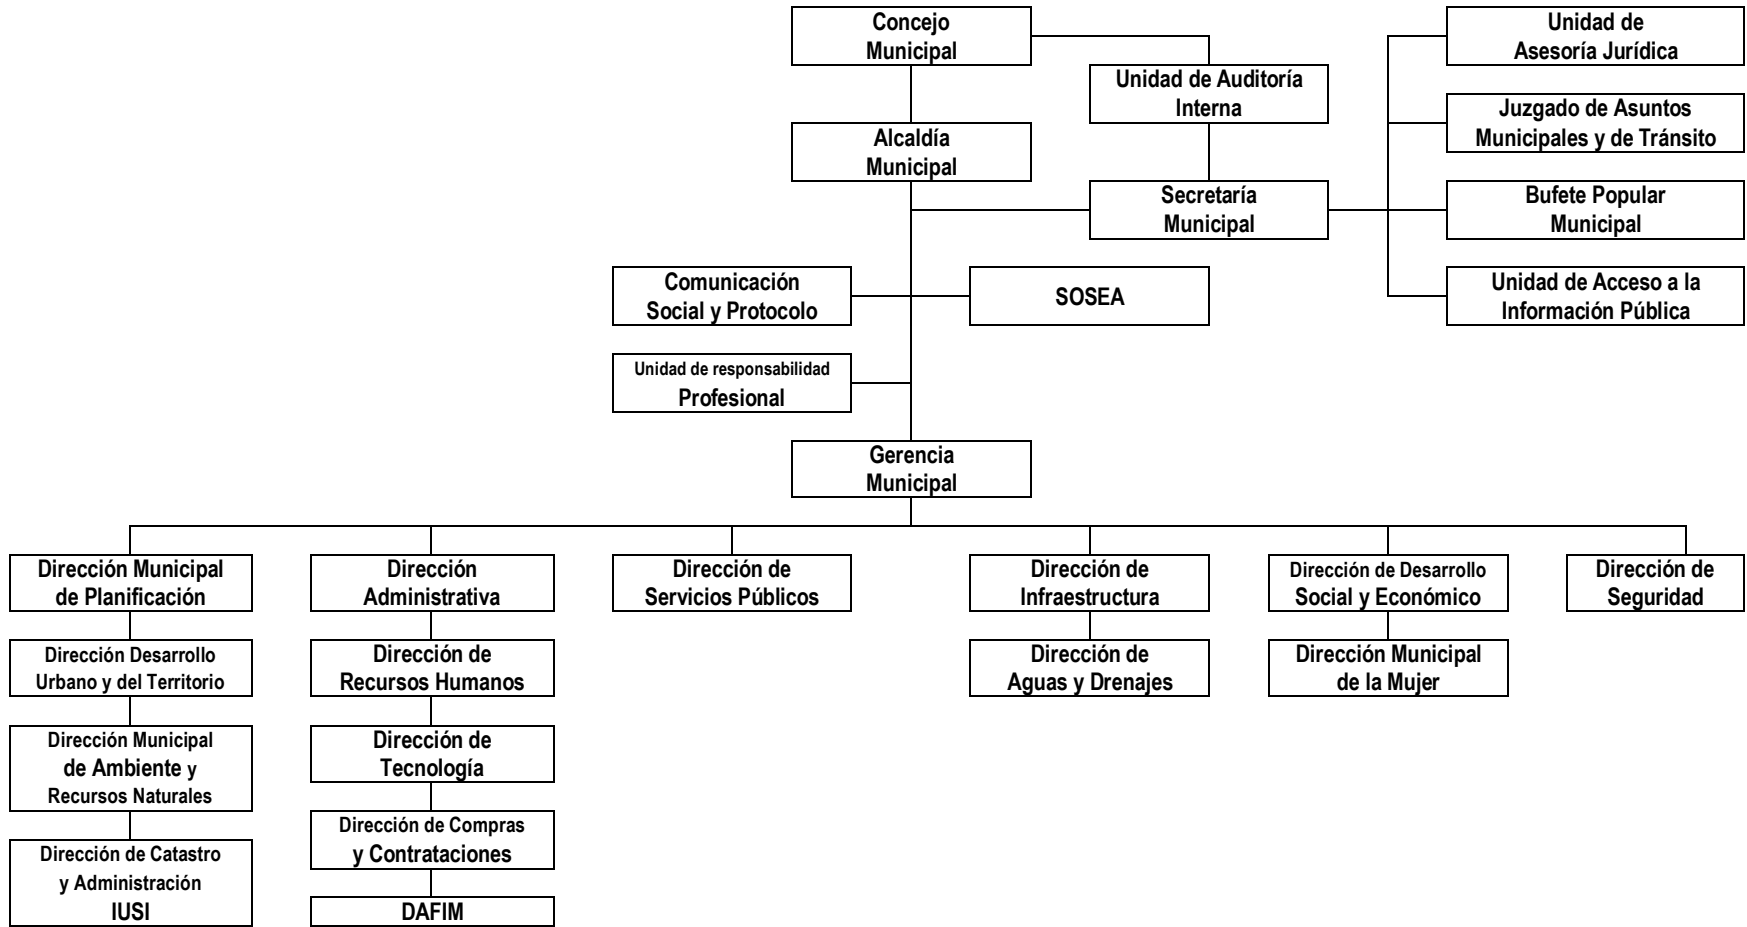 Concejo
Municipal
Unidad de
Asesoría Jurídica
Unidad de Auditoría
Interna
Juzgado de Asuntos
Municipales y de Tránsito
Alcaldía
Municipal
Secretaría
Municipal
Bufete Popular
Municipal
Comunicación
Social y Protocolo
SOSEA
Unidad de Acceso a la
Información Pública
Unidad de responsabilidad
Profesional
Gerencia
Municipal
Dirección Municipal
de Planificación
Dirección
Administrativa
Dirección de
Servicios Públicos
Dirección de
Infraestructura
Dirección de Desarrollo
Social y Económico
Dirección de
Seguridad
Dirección Desarrollo
Urbano y del Territorio
Dirección de
Recursos Humanos
Dirección de
Aguas y Drenajes
Dirección Municipal
de la Mujer
Dirección Municipal
de Ambiente y
Recursos Naturales
Dirección de
Tecnología
Dirección de Compras
y Contrataciones
Dirección de Catastro
y Administración
IUSI
DAFIM